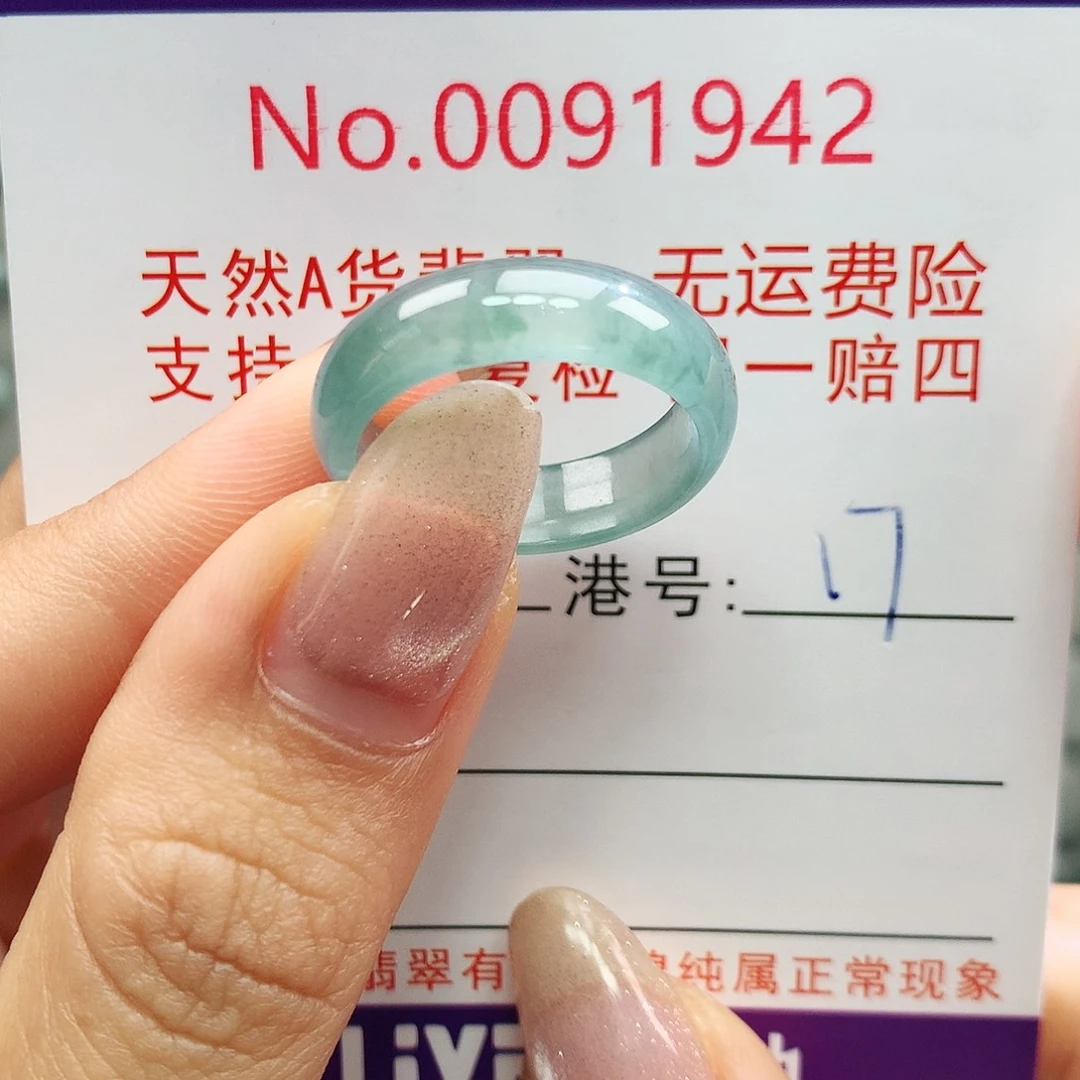 No.0091942
天然A货翡翠 无运费险
支持 复检 一赔四
港号: 17
翡翠有 纯属正常现象